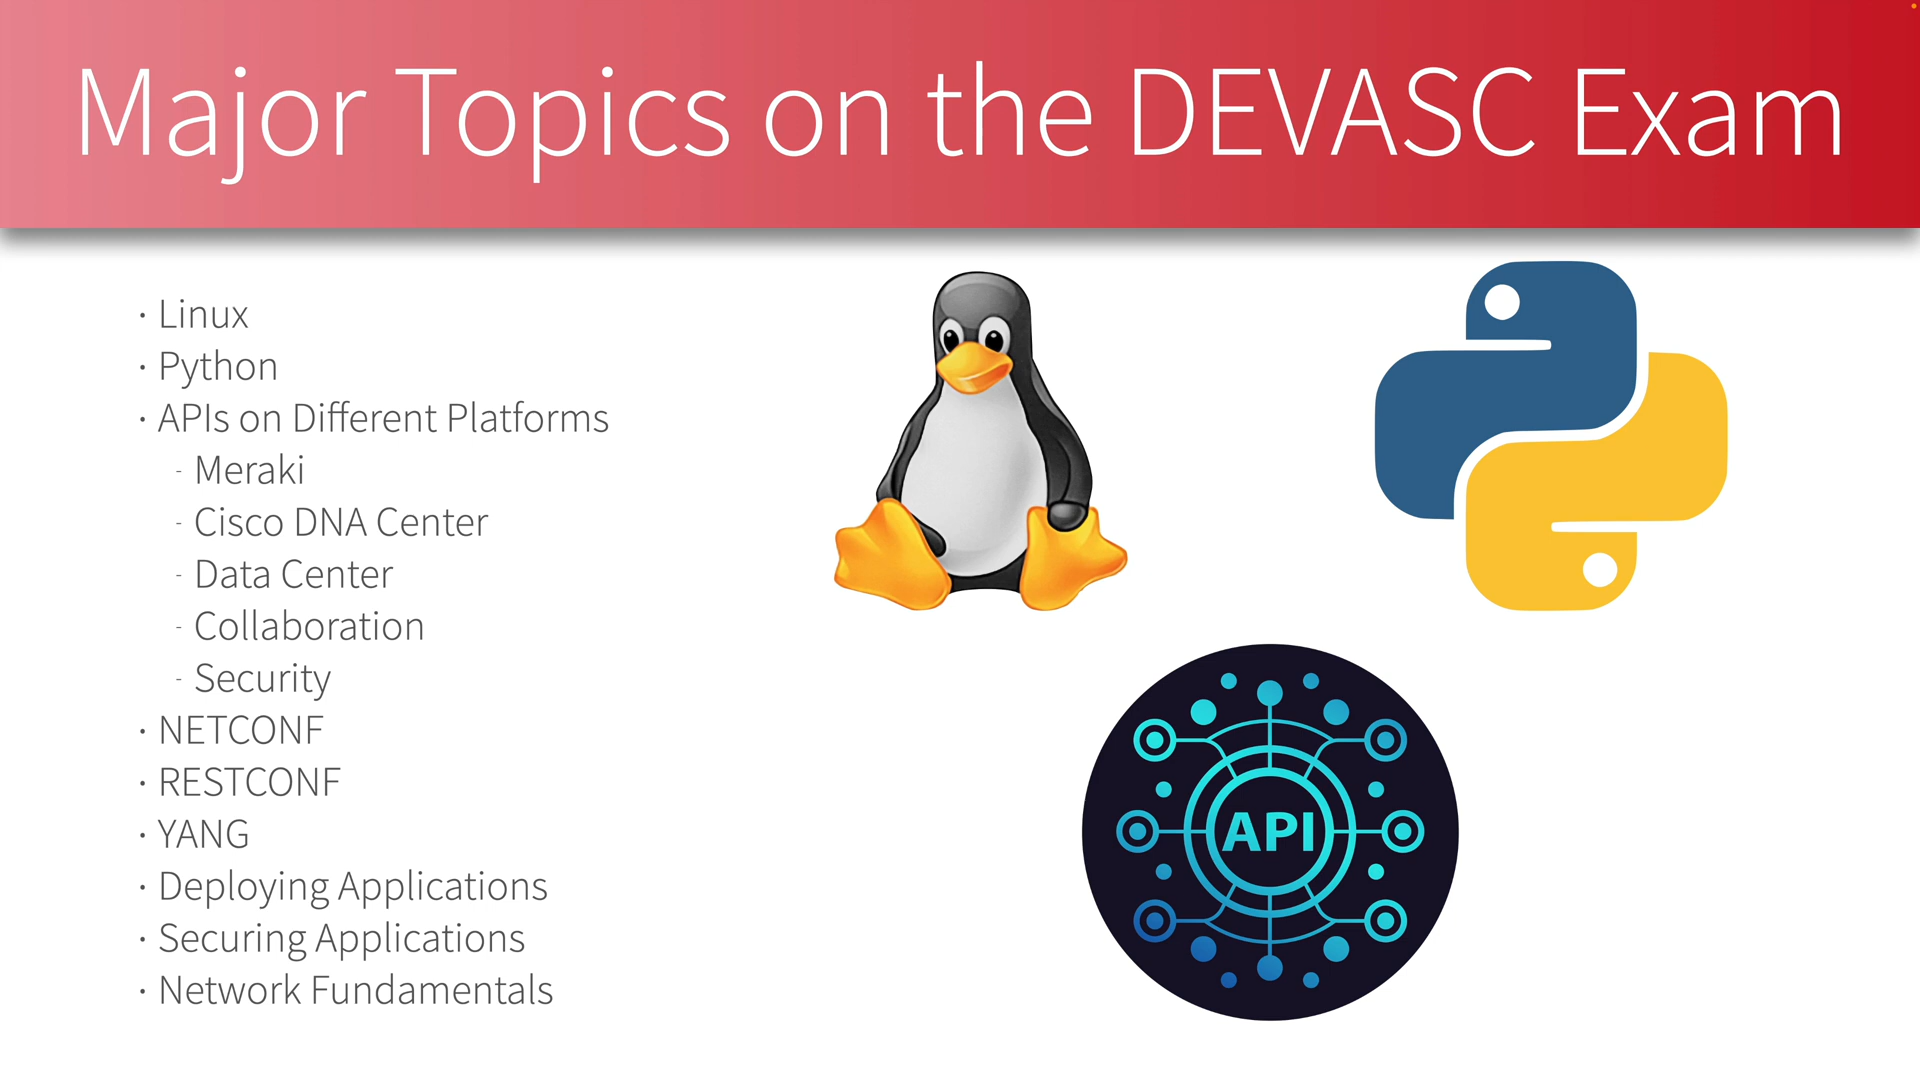 Major Topics on the DEVASC Exam
· Linux
· Python
· APIs on Different Platforms
- Meraki
- Cisco DNA Center
- Data Center
- Collaboration
- Security
· NETCONF
· RESTCONF
· YANG
· Deploying Applications
· Securing Applications
· Network Fundamentals
API